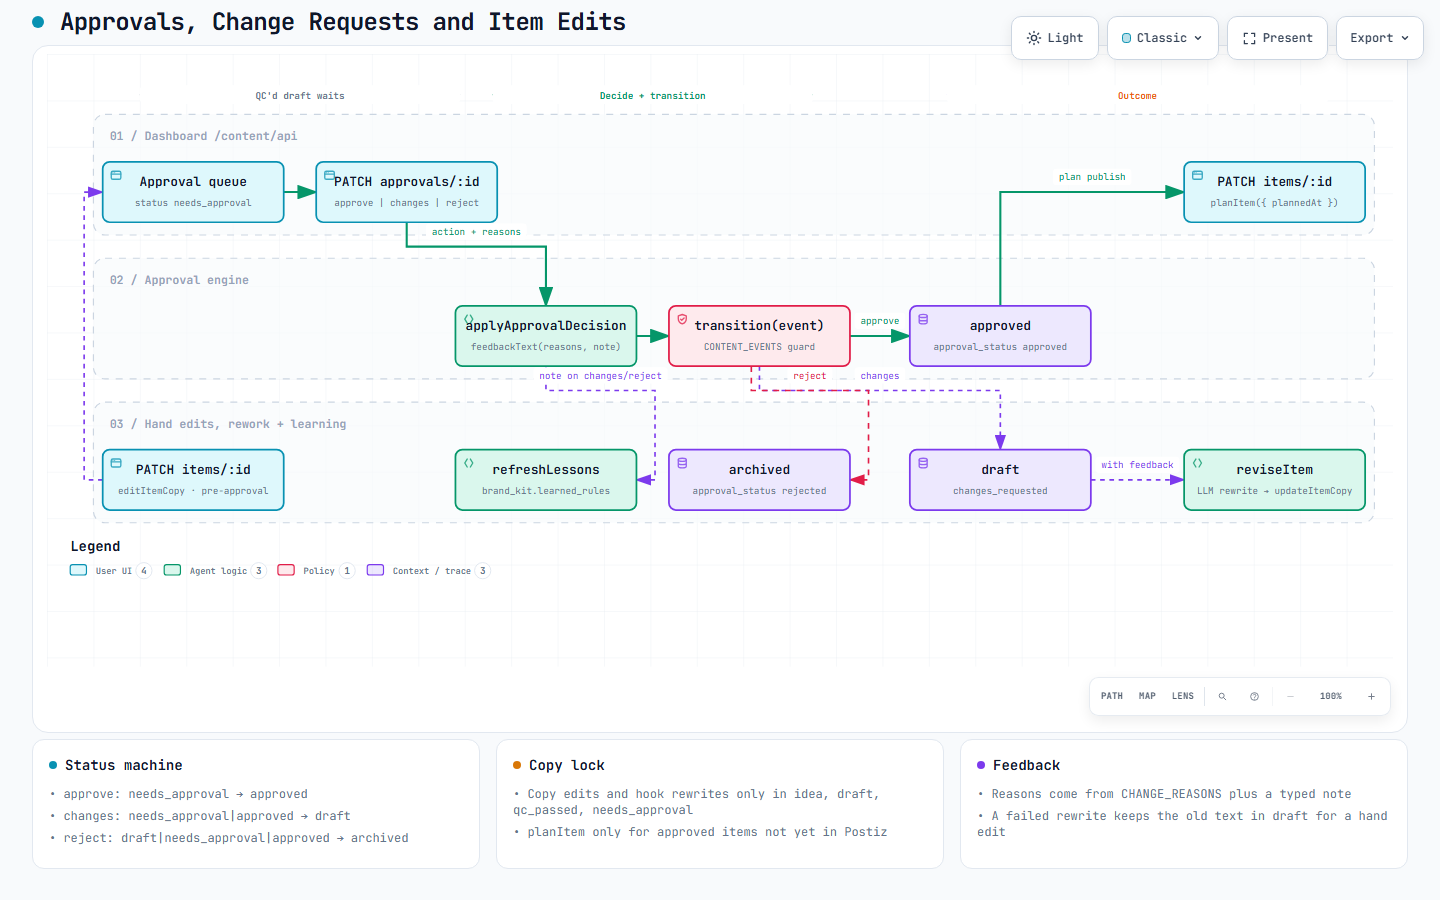 Approvals, Change Requests and Item Edits
Light
Classic
Present
Export
QC'd draft waits
Decide + transition
Outcome
01 / Dashboard /content/api
Approval queue
status needs_approval
PATCH approvals/:id
approve | changes | reject
plan publish
PATCH items/:id
planItem({ plannedAt })
action + reasons
02 / Approval engine
applyApprovalDecision
feedbackText(reasons, note)
transition(event)
CONTENT_EVENTS guard
approve
approved
approval_status approved
note on changes/reject
reject
changes
03 / Hand edits, rework + learning
PATCH items/:id
editItemCopy · pre-approval
refreshLessons
brand_kit.learned_rules
archived
approval_status rejected
draft
changes_requested
with feedback
reviseItem
LLM rewrite → updateItemCopy
Legend
User UI 4
Agent logic 3
Policy 1
Context / trace 3
PATH MAP LENS
100%
Status machine
• approve: needs_approval → approved
• changes: needs_approval|approved → draft
• reject: draft|needs_approval|approved → archived
Copy lock
• Copy edits and hook rewrites only in idea, draft,
qc_passed, needs_approval
• planItem only for approved items not yet in Postiz
Feedback
• Reasons come from CHANGE_REASONS plus a typed note
• A failed rewrite keeps the old text in draft for a hand
edit